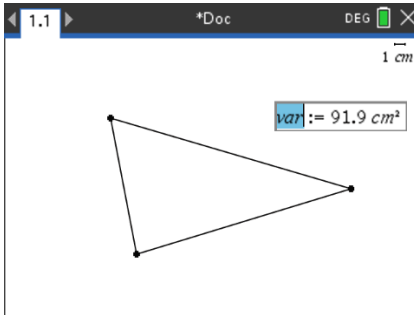 1.1 *Doc DEG
1 cm
var := 91.9 cm²